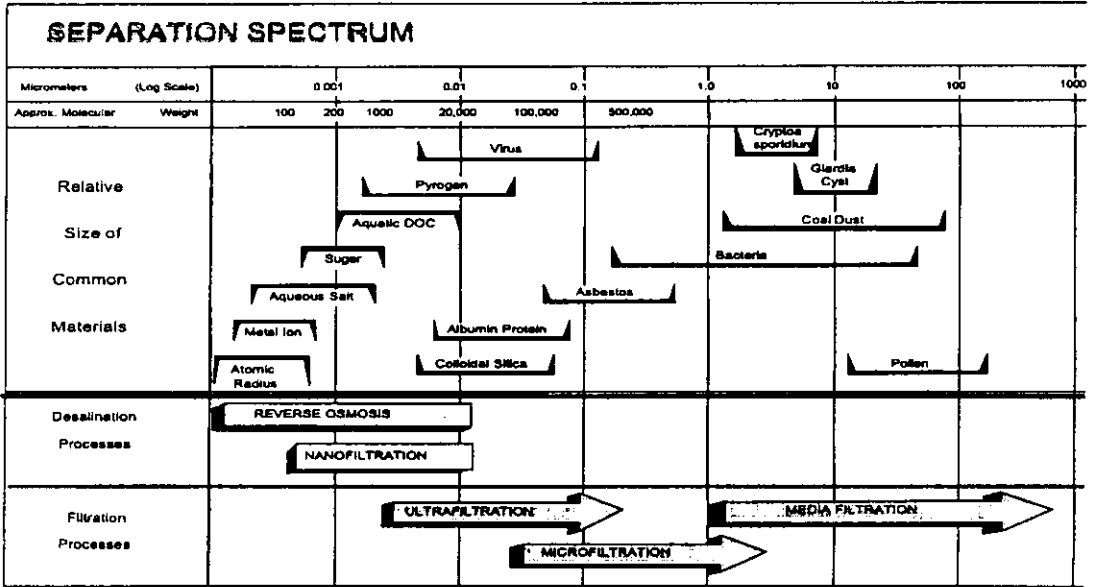 SEPARATION SPECTRUM
Micrometers (Log Scale) 0.001 0.01 0.1 1.0 10 100 1000
Approx. Molecular Weight 100 200 1000 20,000 100,000 500,000
Relative
Size of
Common
Materials
Virus
Cryptos
sporidium
Pyrogen
Giardia
Cyst
Aquatic DOC
Coal Dust
Sugar
Bacteria
Aqueous Salt
Asbestos
Metal Ion
Albumin Protein
Atomic
Radius
Colloidal Silica
Pollen
Desalination
Processes
REVERSE OSMOSIS
NANOFILTRATION
Filtration
Processes
ULTRAFILTRATION
MEDIA FILTRATION
MICROFILTRATION